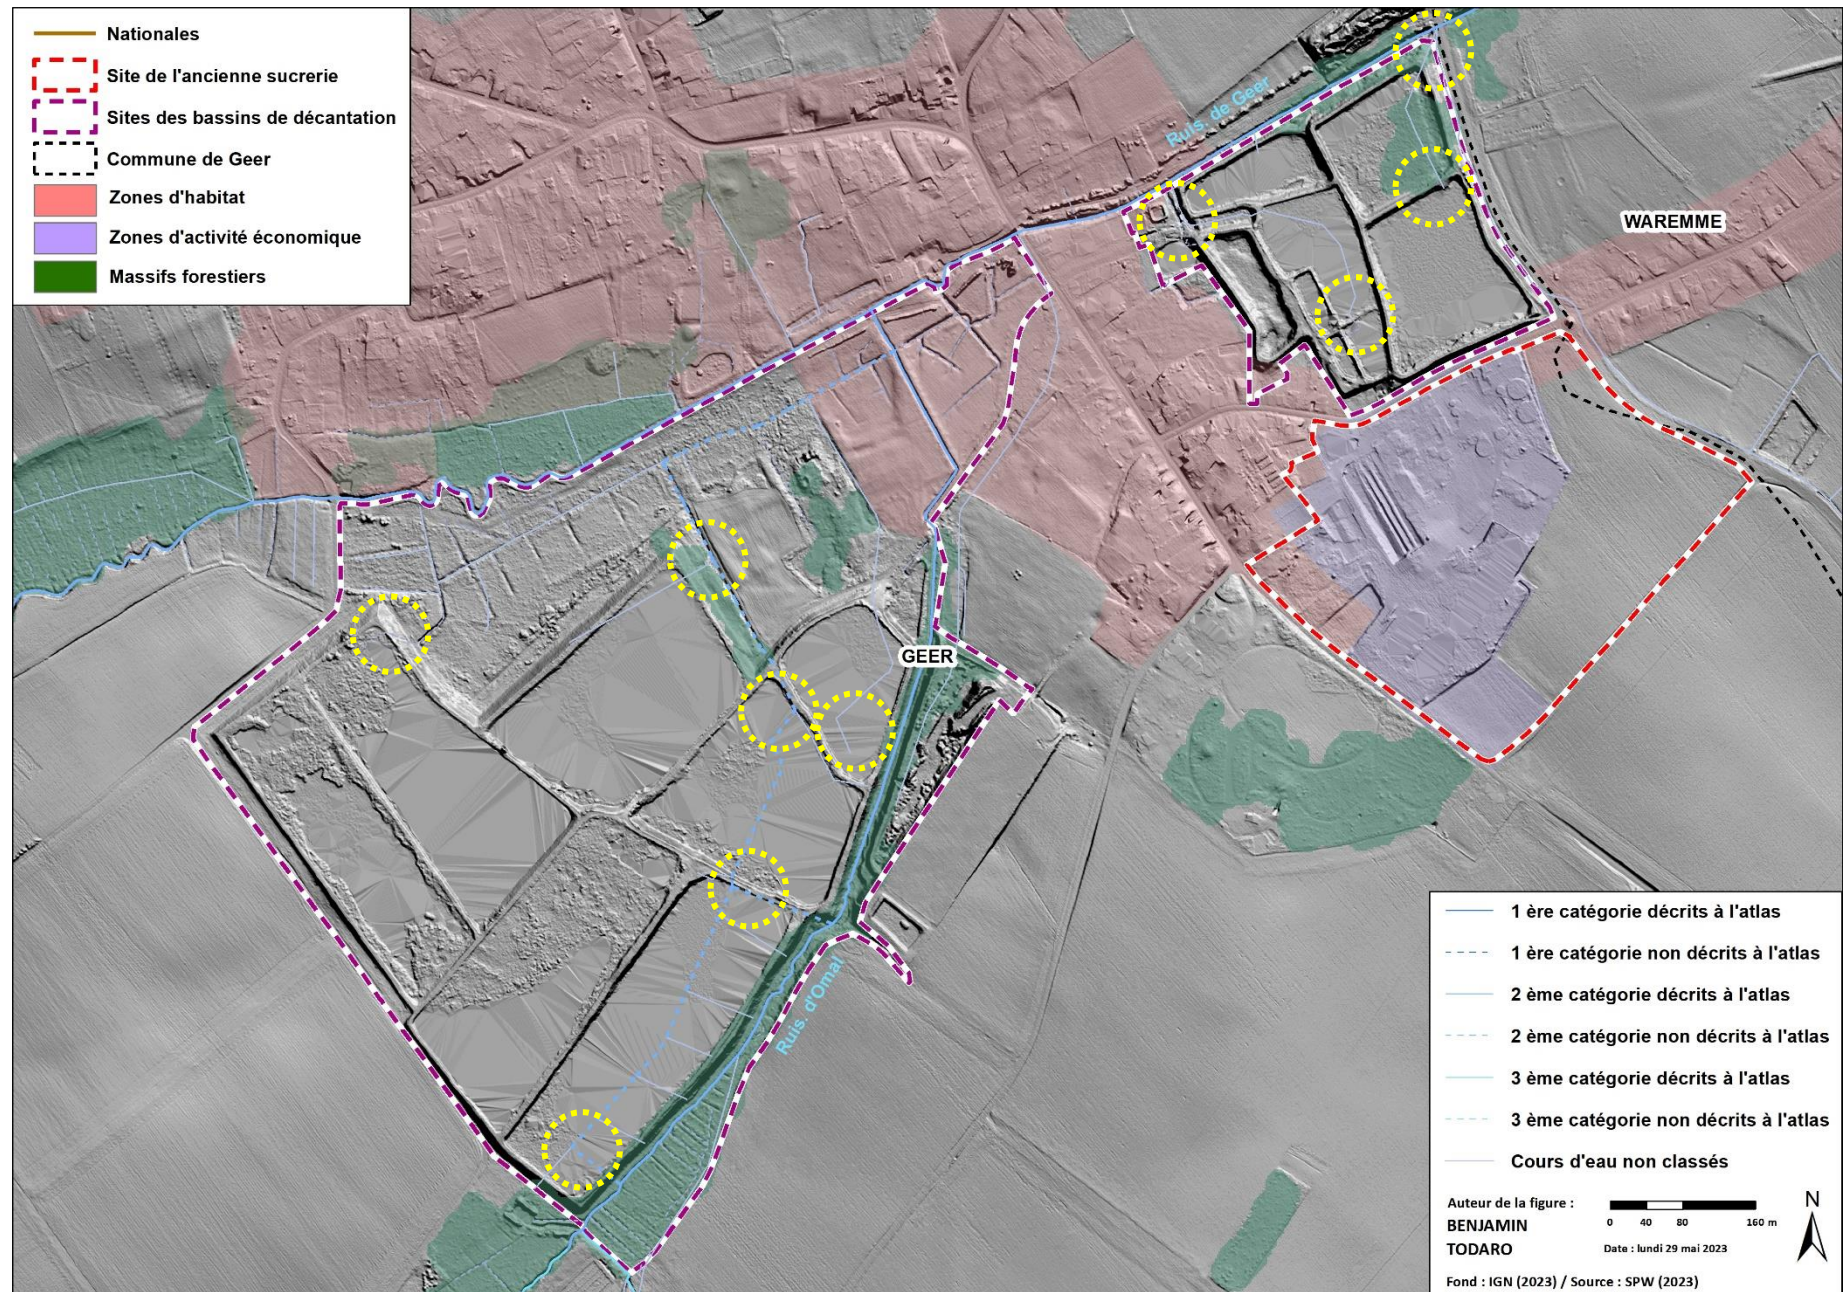 Nationales
Site de l'ancienne sucrerie
Sites des bassins de décantation
Commune de Geer
Zones d'habitat
Zones d'activité économique
Massifs forestiers
Ruis. de Geer
WAREMME
GEER
Ruis. d'Omal
1 ère catégorie décrits à l'atlas
1 ère catégorie non décrits à l'atlas
2 ème catégorie décrits à l'atlas
2 ème catégorie non décrits à l'atlas
3 ème catégorie décrits à l'atlas
3 ème catégorie non décrits à l'atlas
Cours d'eau non classés
Auteur de la figure :
BENJAMIN
TODARO
0 40 80 160 m
Date : lundi 29 mai 2023
N
Fond : IGN (2023) / Source : SPW (2023)